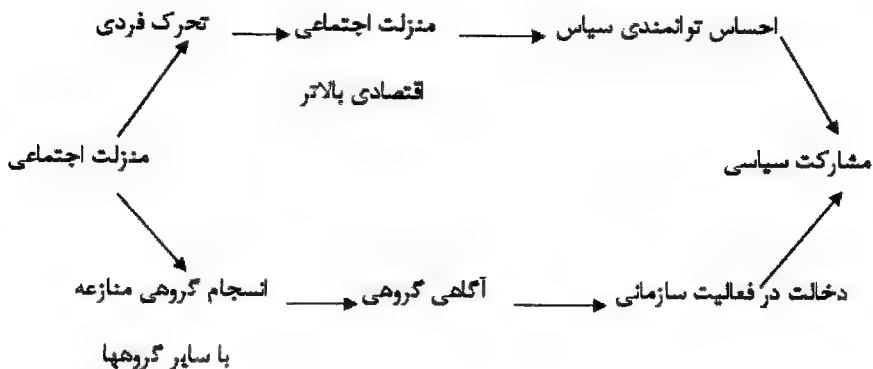 تحرک فردی
منزلت اجتماعی
احساس توانمندی سیاس
اقتصادی بالاتر
منزلت اجتماعی
مشارکت سیاسی
انسجام گروهی منازعه
آگاهی گروهی
دخالت در فعالیت سازمانی
با سایر گروهها